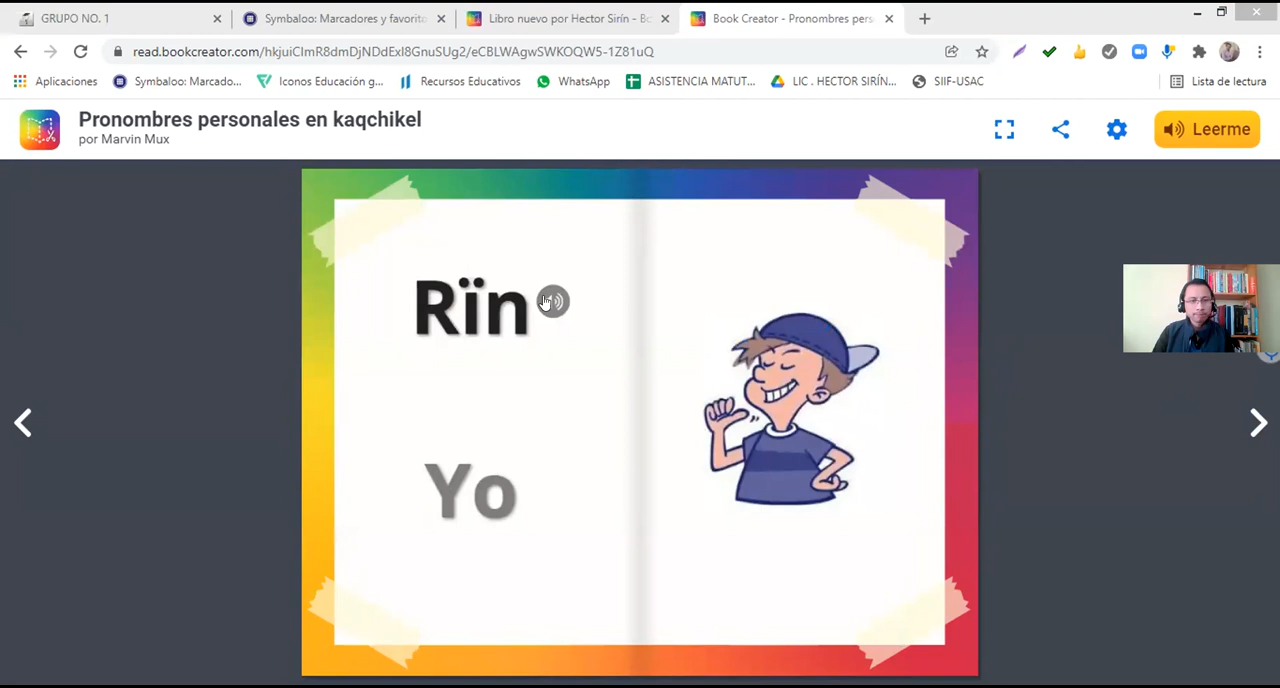 GRUPO NO. 1
Symbaloo: Marcadores y favorito
Libro nuevo por Hector Sirín - Bo
Book Creator - Pronombres pers
read.bookcreator.com/hkjuiClmR8dmDjNDdExl8GnuSUg2/eCBLWAgwSWKOQW5-1Z81uQ
Aplicaciones
Symbaloo: Marcado...
Iconos Educación g...
Recursos Educativos
WhatsApp
ASISTENCIA MATUT...
LIC . HECTOR SIRÍN...
SIIF-USAC
Lista de lectura
Pronombres personales en kaqchikel
por Marvin Mux
Leerme
Rïn
Yo